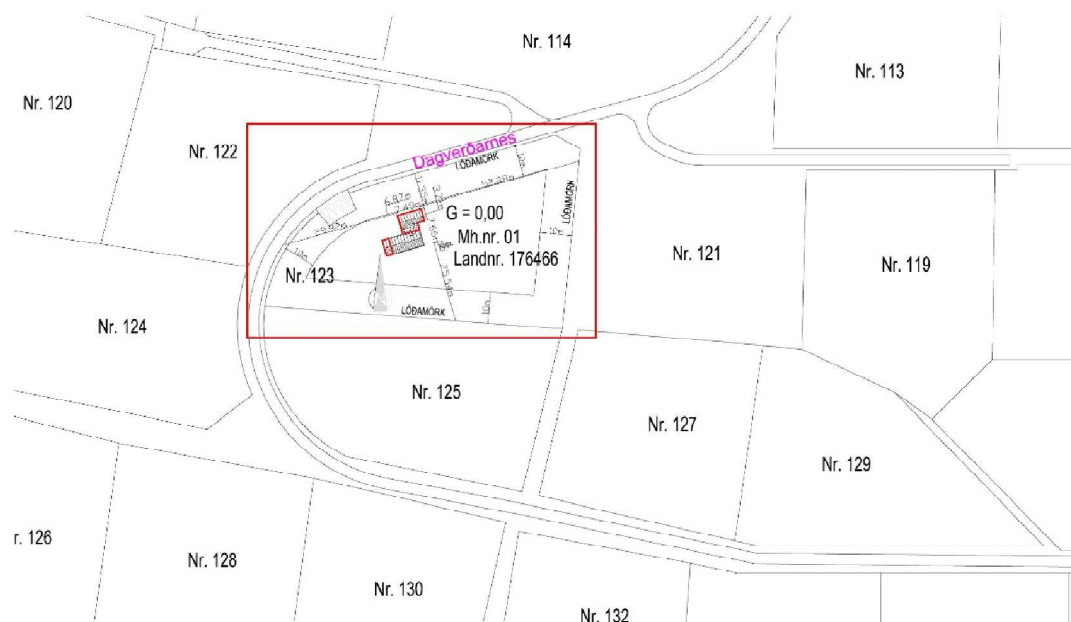 Nr. 114
Nr. 113
Nr. 120
Nr. 122
Dagverðarnes
LÓÐAMÖRK
G = 0,00
Mh.nr. 01
Landnr. 176466
LÓÐAMÖRK
Nr. 121
Nr. 119
Nr. 123
10m
LÓÐAMÖRK
Nr. 124
Nr. 125
Nr. 127
Nr. 129
r. 126
Nr. 128
Nr. 130
Nr. 132